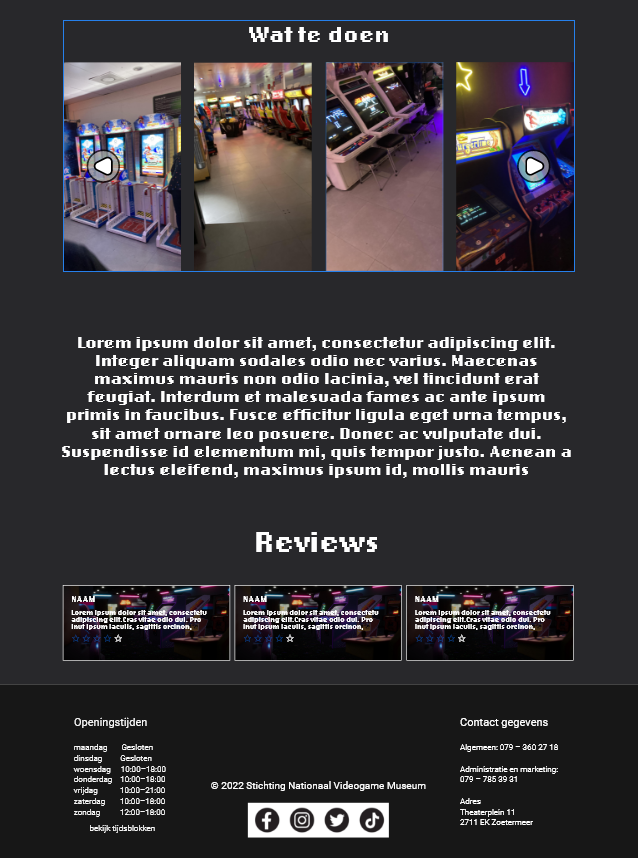 Wat te doen
Lorem ipsum dolor sit amet, consectetur adipiscing elit.
Integer aliquam sodales odio nec varius. Maecenas
maximus mauris non odio lacinia, vel tincidunt erat
feugiat. Interdum et malesuada fames ac ante ipsum
primis in faucibus. Fusce efficitur ligula eget urna tempus,
sit amet ornare leo posuere. Donec ac vulputate dui.
Suspendisse id elementum mi, quis tempor justo. Aenean a
lectus eleifend, maximus ipsum id, mollis mauris
Reviews
NAAM
Lorem ipsum dolor sit amet, consectetu
adipiscing elit.Cras vitae odio dui. Pro
inut ipsum iaculis, sagittis orcinon,
NAAM
Lorem ipsum dolor sit amet, consectetu
adipiscing elit.Cras vitae odio dui. Pro
inut ipsum iaculis, sagittis orcinon,
NAAM
Lorem ipsum dolor sit amet, consectetu
adipiscing elit.Cras vitae odio dui. Pro
inut ipsum iaculis, sagittis orcinon,
Openingstijden
maandag Gesloten
dinsdag Gesloten
woensdag 10:00–18:00
donderdag 10:00–18:00
vrijdag 10:00–21:00
zaterdag 10:00–18:00
zondag 12:00–18:00
bekijk tijdsblokken
© 2022 Stichting Nationaal Videogame Museum
Contact gegevens
Algemeen: 079 – 360 27 18
Administratie en marketing:
079 – 785 39 31
Adres
Theaterplein 11
2711 EK Zoetermeer